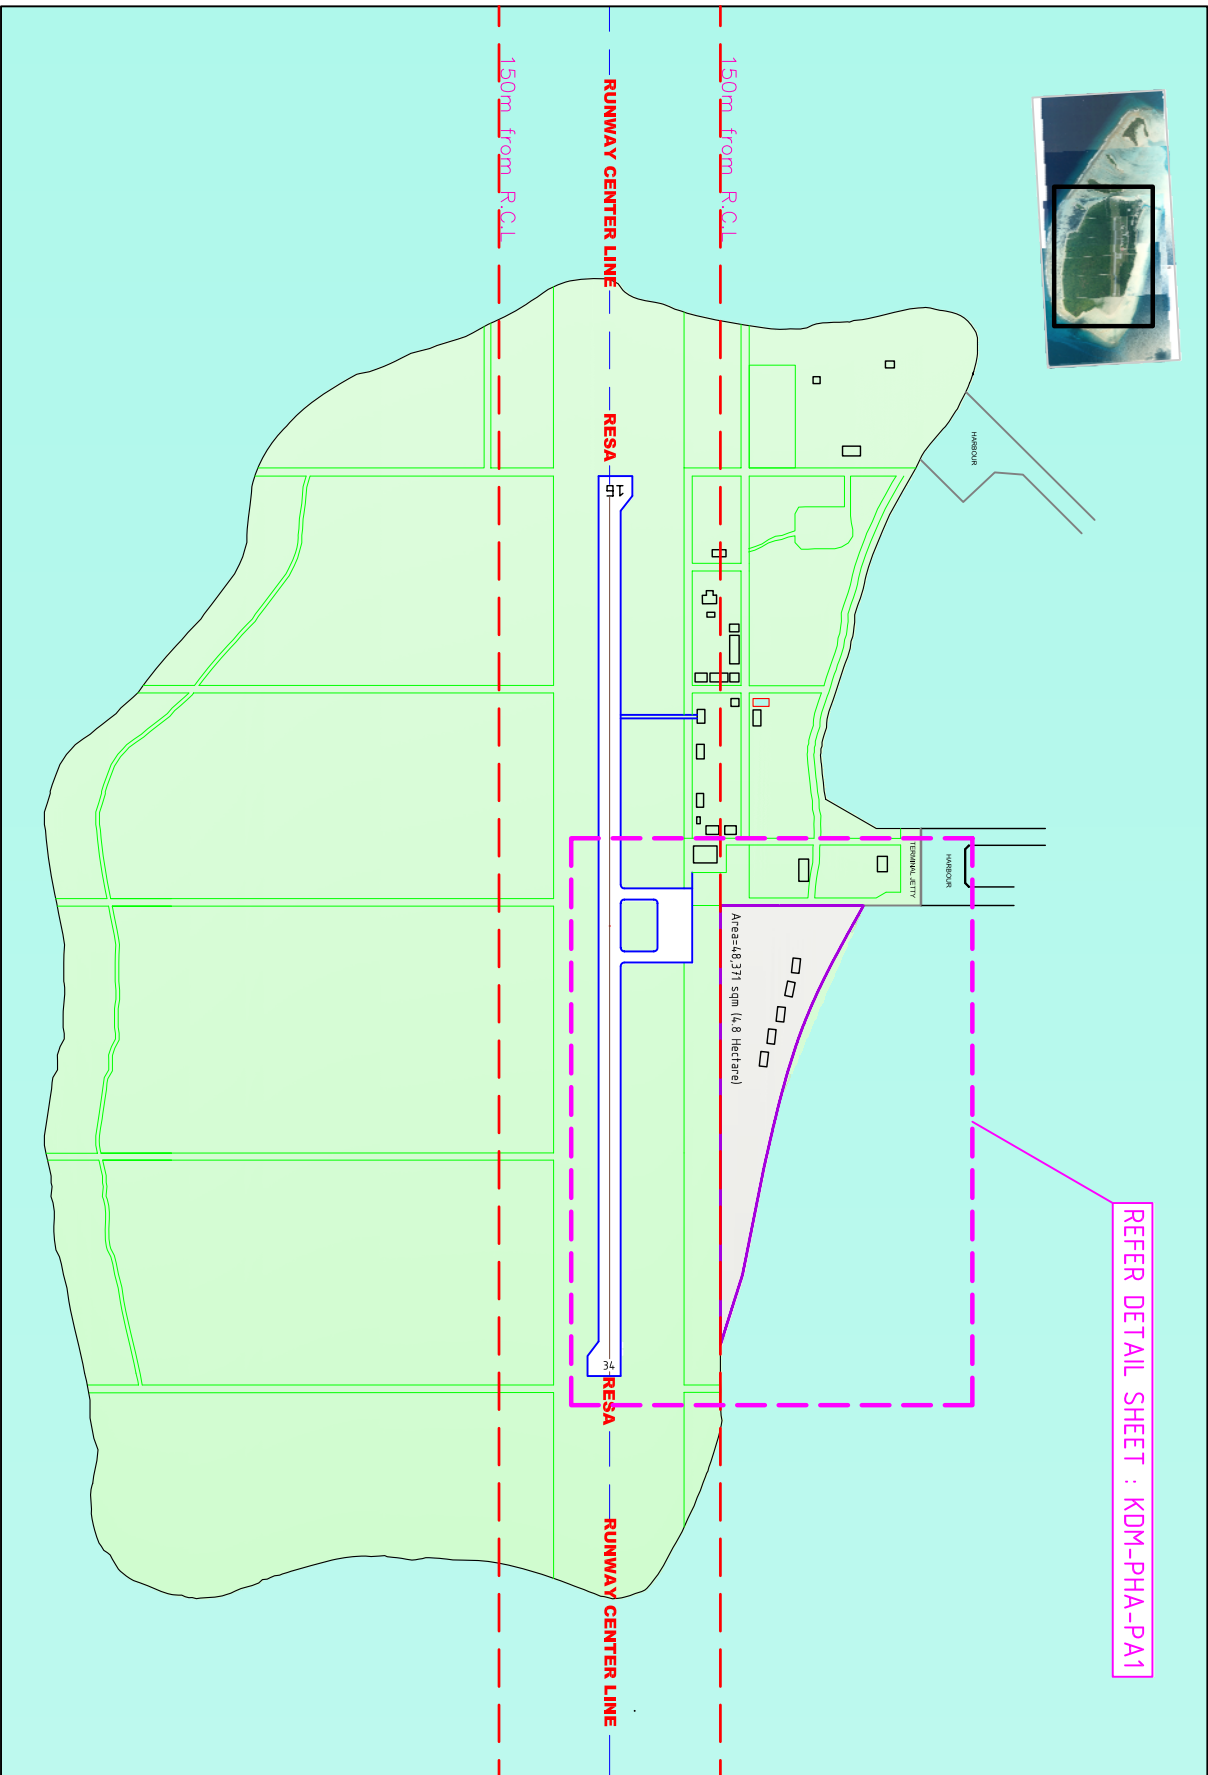 150m from R.C.L
RUNWAY CENTER LINE
150m from R.C.L
HARBOUR
RESA
16
TERMINAL JETTY
HARBOUR
Area=48,371 sqm (4.8 Hectare)
REFER DETAIL SHEET : KDM-PHA-PA1
34
RESA
RUNWAY CENTER LINE